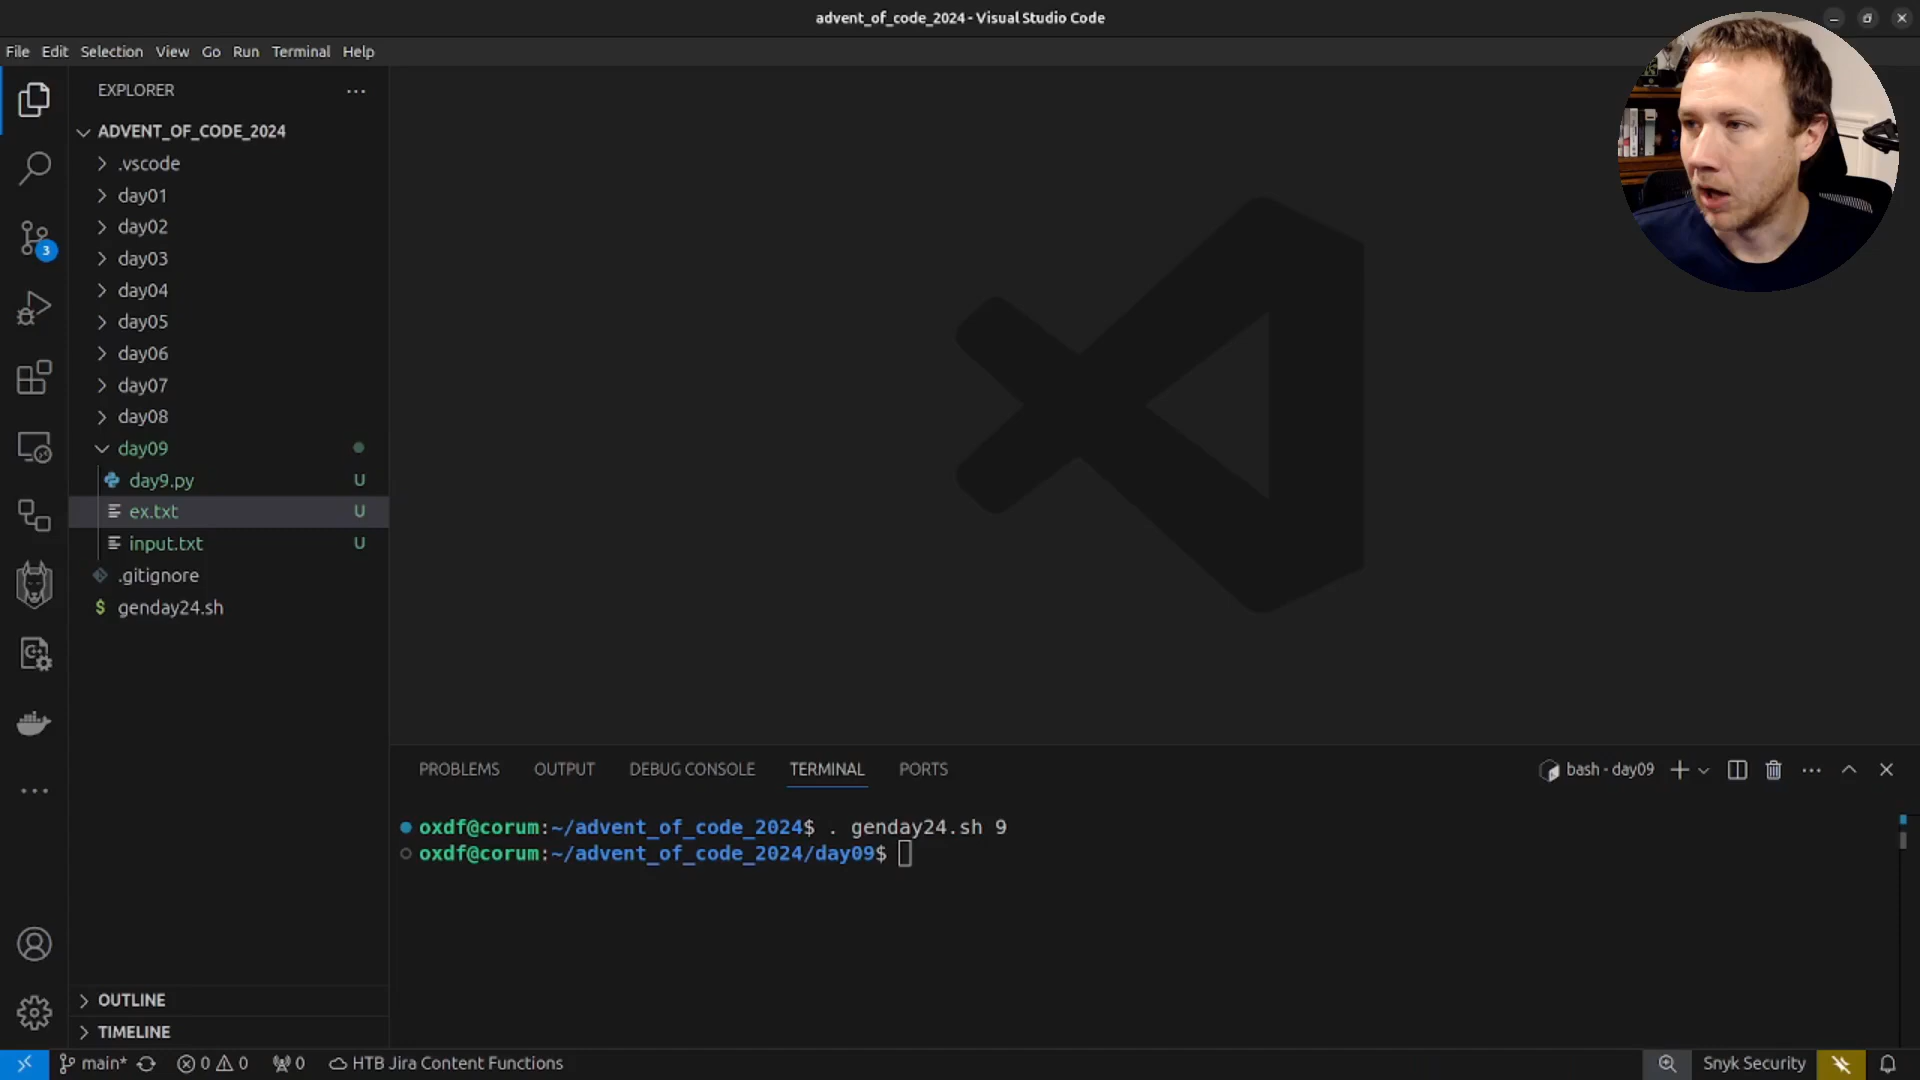 advent_of_code_2024 - Visual Studio Code
File Edit Selection View Go Run Terminal Help
EXPLORER
ADVENT_OF_CODE_2024
.vscode
day01
day02
3
day03
day04
day05
day06
day07
day08
day09
day9.py U
ex.txt U
input.txt U
.gitignore
$ genday24.sh
PROBLEMS OUTPUT DEBUG CONSOLE TERMINAL PORTS
bash - day09
oxdf@corum:~/advent_of_code_2024$ . genday24.sh 9
oxdf@corum:~/advent_of_code_2024/day09$
OUTLINE
TIMELINE
main* 0 0 0 HTB Jira Content Functions Snyk Security